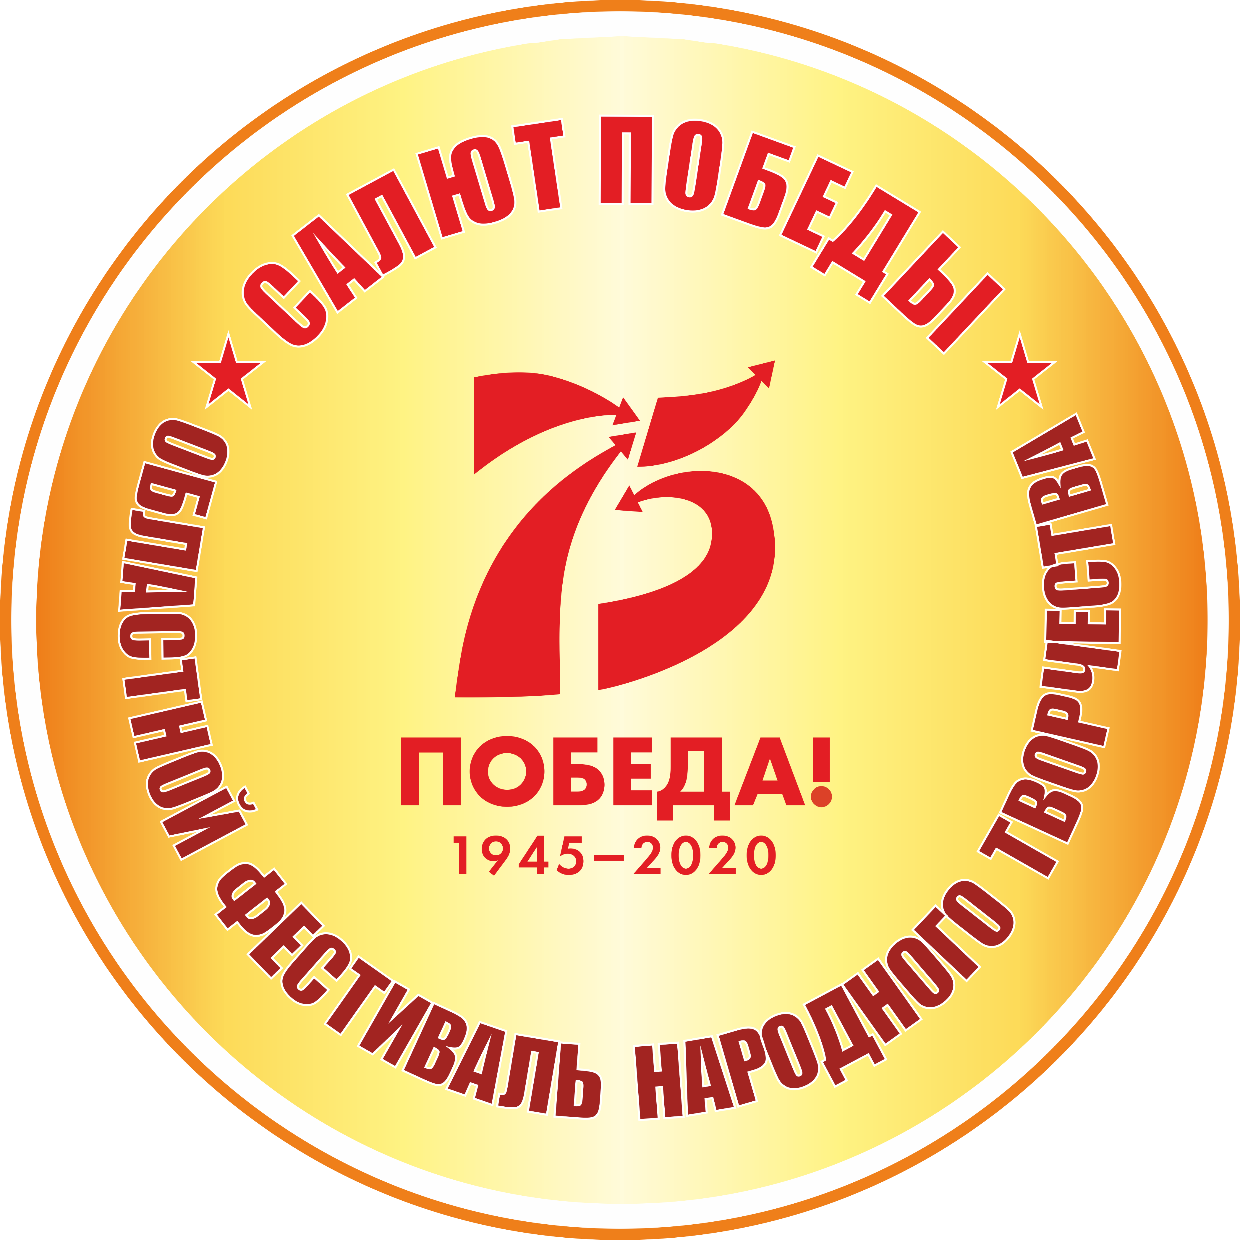 САЛЮТ ПОБЕДЫ
75
ПОБЕДА!
1945–2020
ОБЛАСТНОЙ ФЕСТИВАЛЬ НАРОДНОГО ТВОРЧЕСТВА